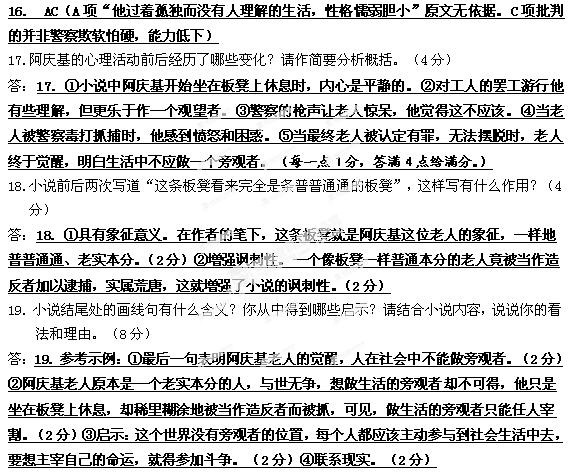 16. AC（A项“他过着孤独而没有人理解的生活，性格懦弱胆小”原文无依据。C项批判
的并非警察欺软怕硬，能力低下）
17.阿庆基的心理活动前后经历了哪些变化？请作简要分析概括。（4分）
答：17. ①小说中阿庆基开始坐在板凳上休息时，内心是平静的。②对工人的罢工游行他
有些理解，但更乐于作一个观望者。③警察的枪声让老人惊呆，他觉得这不应该。④当老
人被警察毒打抓捕时，他感到愤怒和困惑。⑤当最终老人被认定有罪，无法摆脱时，老人
终于觉醒，明白生活中不应做一个旁观者。（每一点1分，答满4点给满分。）
18.小说前后两次写道“这条板凳看来完全是条普普通通的板凳”，这样写有什么作用？（4
分）
答：18. ①具有象征意义。在作者的笔下，这条板凳就是阿庆基这位老人的象征，一样地
普普通通、老实本分。（2分）②增强讽刺性。一个像板凳一样普通本分的老人竟被当作造
反者加以逮捕，实属荒唐，这就增强了小说的讽刺性。（2分）
19. 小说结尾处的画线句有什么含义？你从中得到哪些启示？请结合小说内容，说说你的看
法和理由。（8分）
答：19. 参考示例：①最后一句表明阿庆基老人的觉醒，人在社会中不能做旁观者。（2分）
②阿庆基老人原本是一个老实本分的人，与世无争，想做生活的旁观者却不可得，他只是
坐在板凳上休息，却稀里糊涂地被当作造反者而被抓，可见，做生活的旁观者只能任人宰
割。（2分）③启示：这个世界没有旁观者的位置，每个人都应该主动参与到社会生活中去，
要想主宰自己的命运，就得参加斗争。（2分）④联系现实。（2分）